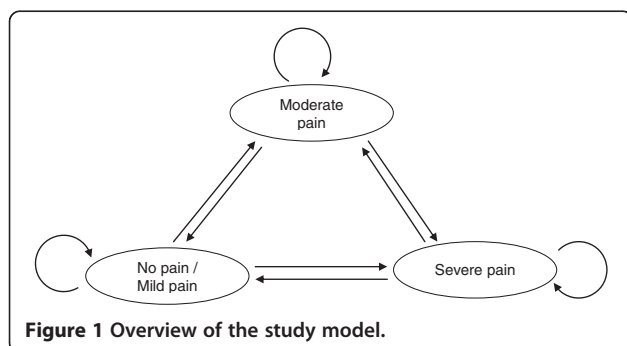 Moderate
pain
No pain /
Mild pain
Severe pain
Figure 1 Overview of the study model.